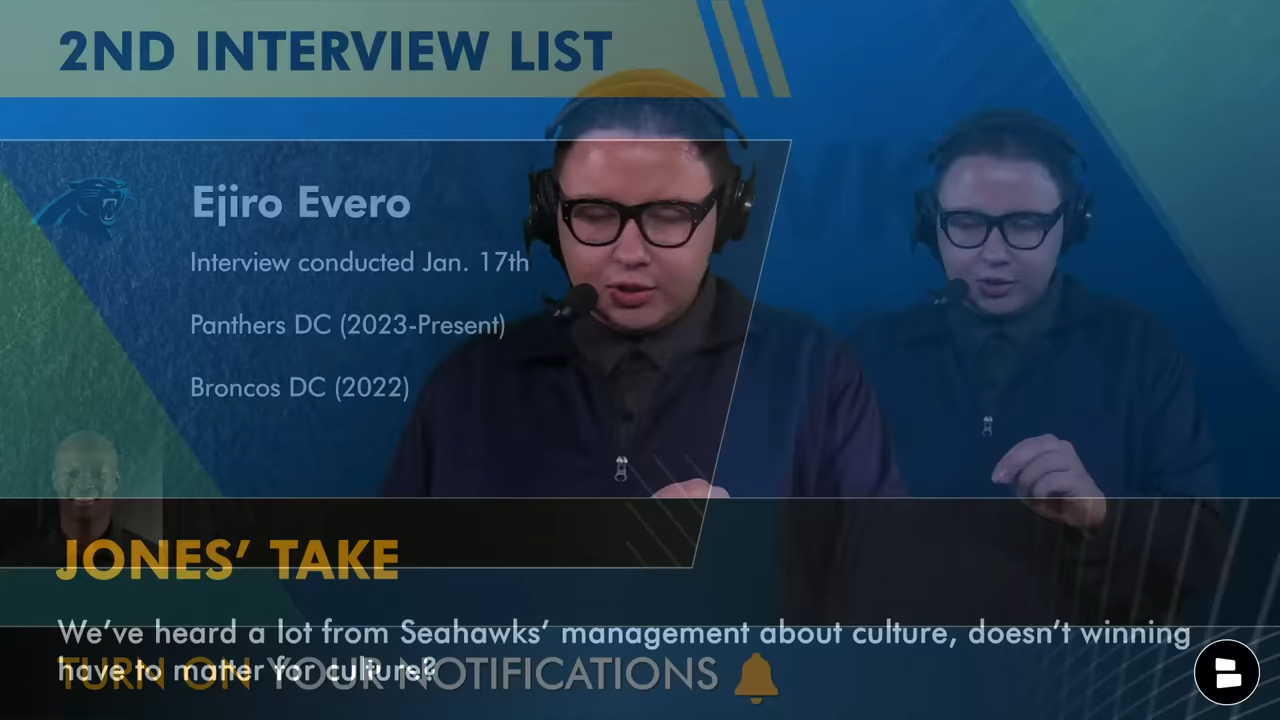 2ND INTERVIEW LIST
Ejiro Evero
Interview conducted Jan. 17th
Panthers DC (2023-Present)
Broncos DC (2022)
JONES’ TAKE
We’ve heard a lot from Seahawks’ management about culture, doesn’t winning
have to matter for culture?
TURN ON YOUR NOTIFICATIONS